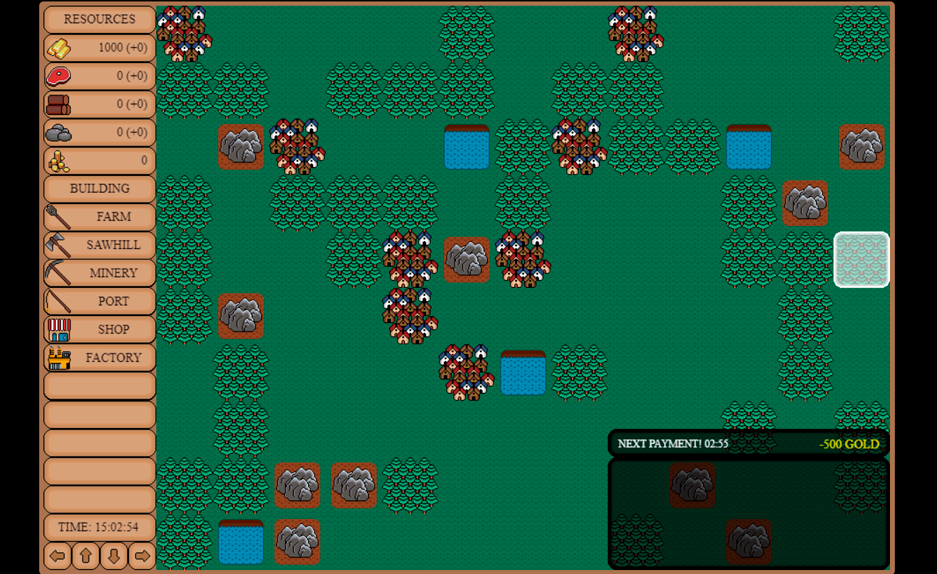 RESOURCES
1000 (+0)
0 (+0)
0 (+0)
0 (+0)
0
BUILDING
FARM
SAWHILL
MINERY
PORT
SHOP
FACTORY
TIME: 15:02:54
NEXT PAYMENT! 02:55
-500 GOLD